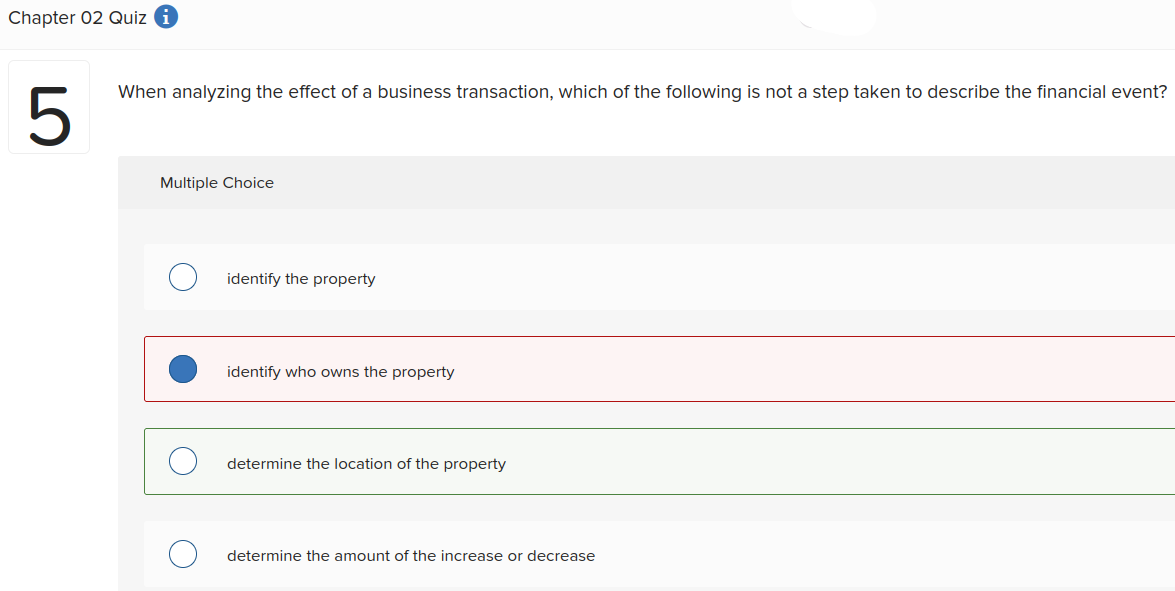 Chapter 02 Quiz i
5
When analyzing the effect of a business transaction, which of the following is not a step taken to describe the financial event?
Multiple Choice
identify the property
identify who owns the property
determine the location of the property
determine the amount of the increase or decrease